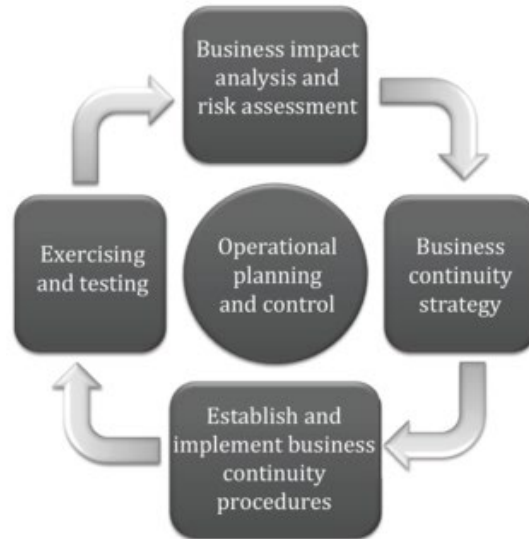 Business impact
analysis and
risk assessment
Exercising
and testing
Operational
planning
and control
Business
continuity
strategy
Establish and
implement business
continuity
procedures